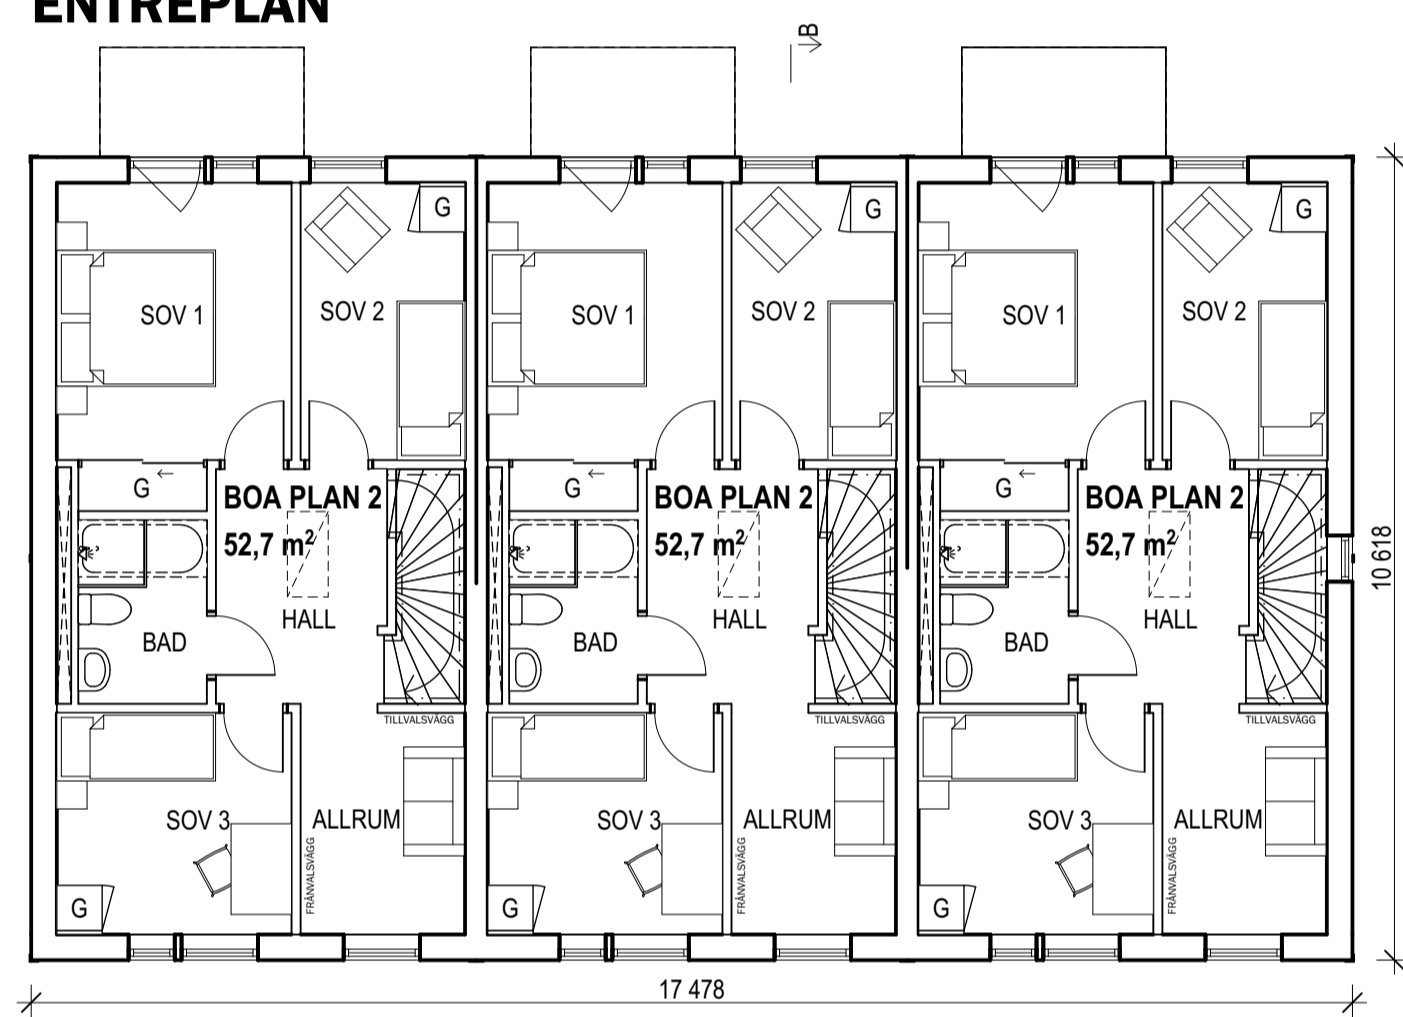 ENTREPLAN
B
G G G
SOV 1 SOV 2 SOV 1 SOV 2 SOV 1 SOV 2
G G G
BOA PLAN 2 BOA PLAN 2 BOA PLAN 2
52,7 m² 52,7 m² 52,7 m²
10 618
HALL HALL HALL
BAD BAD BAD
TILLVALSVÄGG TILLVALSVÄGG TILLVALSVÄGG
SOV 3 ALLRUM SOV 3 ALLRUM SOV 3 ALLRUM
FRÅNVALSVÄGG FRÅNVALSVÄGG FRÅNVALSVÄGG
G G G
17 478